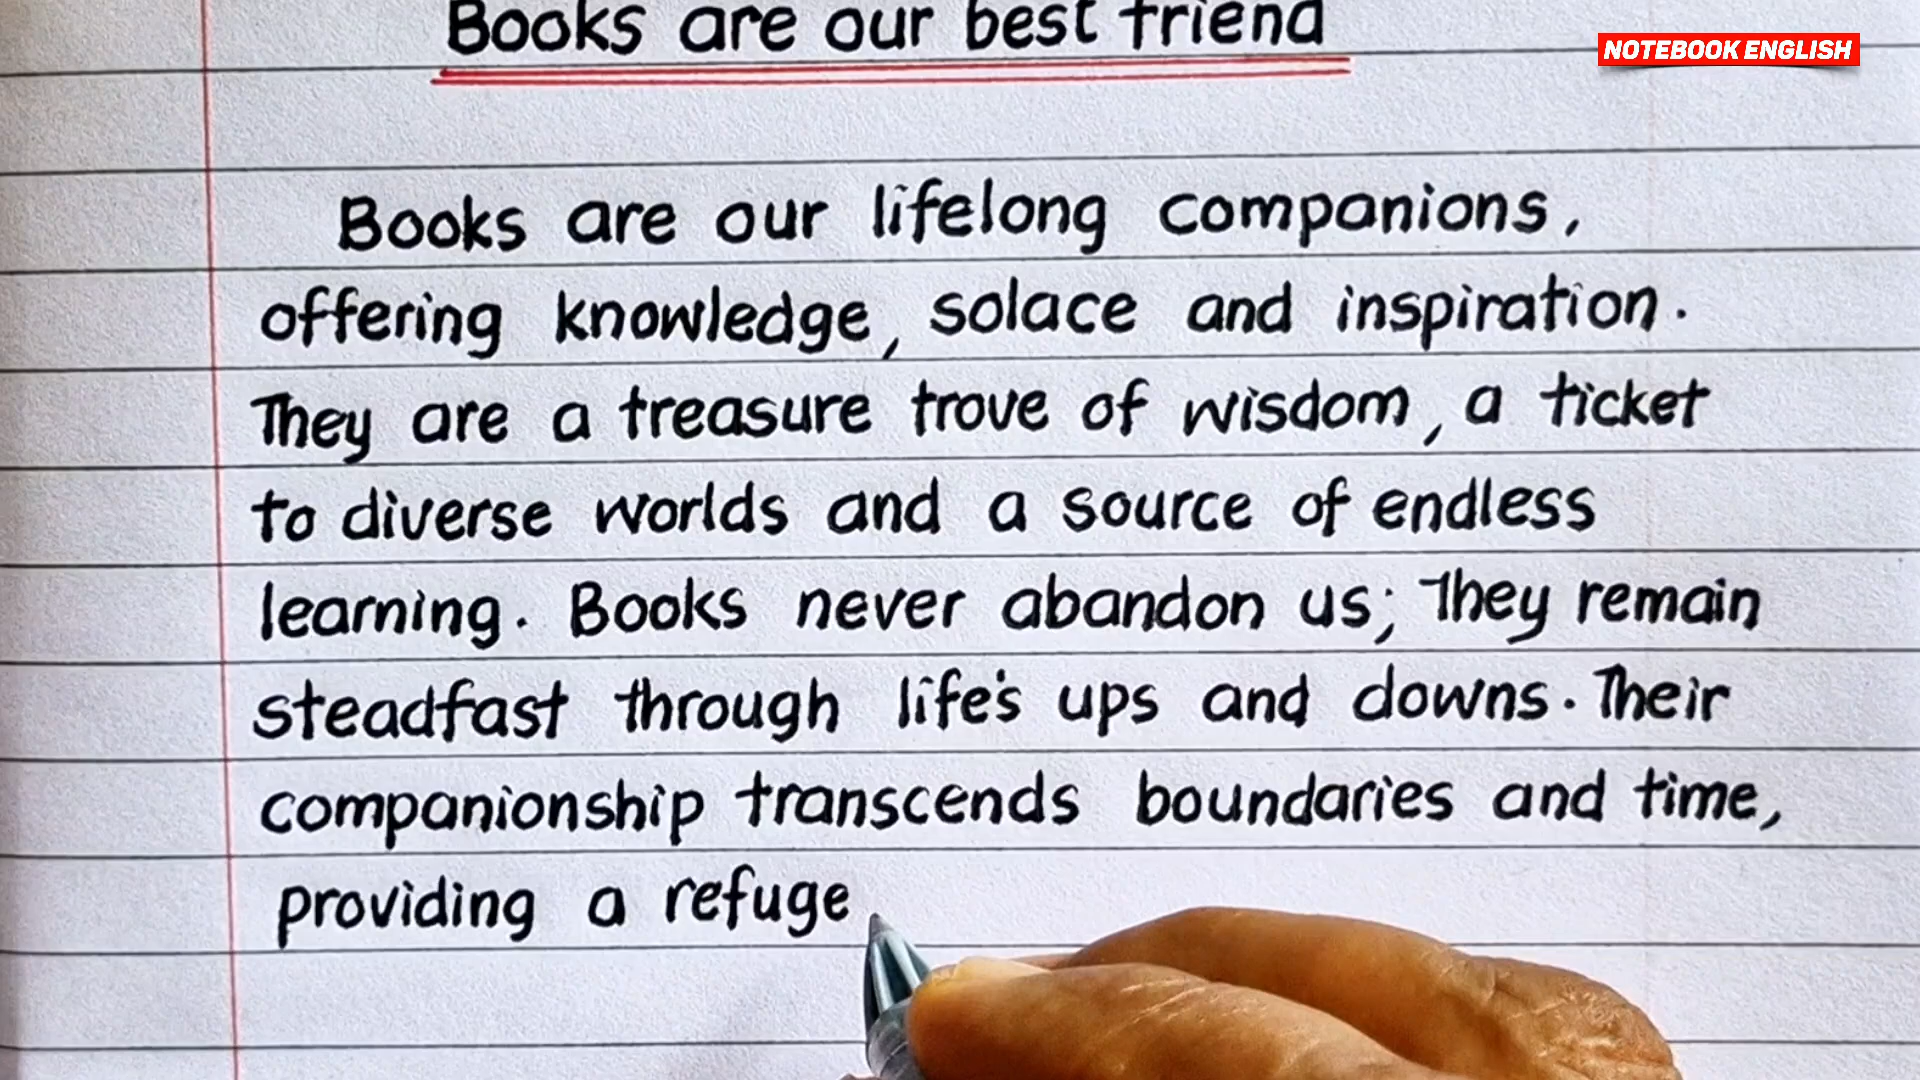 Books are our best friend
NOTEBOOK ENGLISH
Books are our lifelong companions,
offering knowledge, solace and inspiration.
They are a treasure trove of wisdom, a ticket
to diverse worlds and a source of endless
learning. Books never abandon us; They remain
steadfast through life's ups and downs. Their
companionship transcends boundaries and time,
providing a refuge